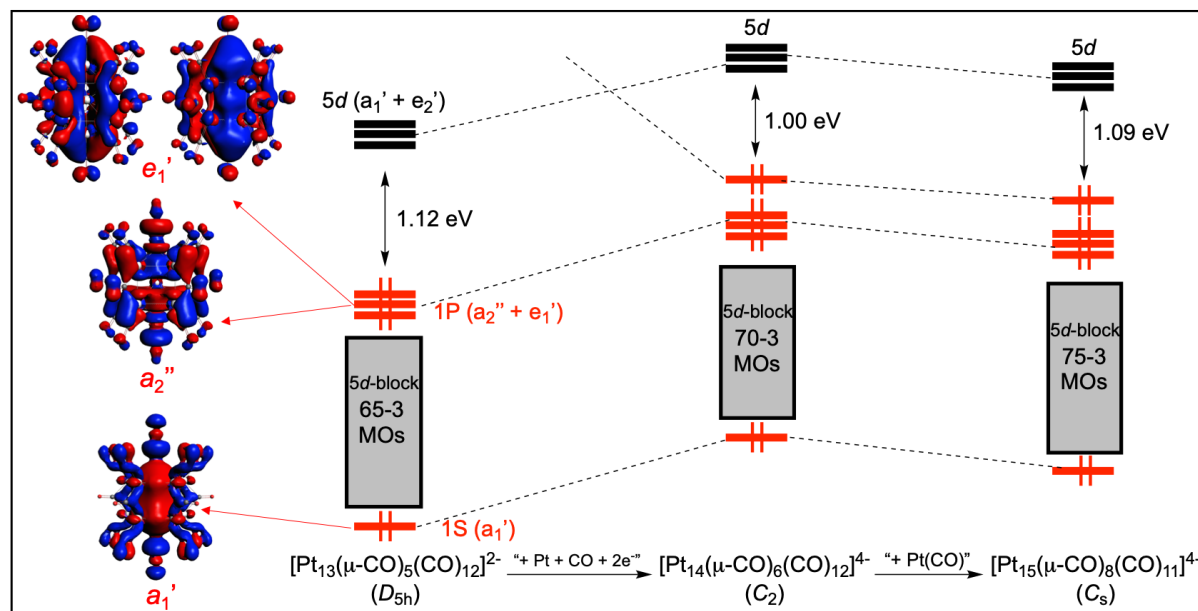 e₁'
a₂"
a₁'
5d (a₁' + e₂')
1.12 eV
1P (a₂" + e₁')
5d-block
65-3
MOs
1S (a₁')
5d
1.00 eV
5d-block
70-3
MOs
5d
1.09 eV
5d-block
75-3
MOs
[Pt₁₃(μ-CO)₅(CO)₁₂]²⁻
(D₅ₕ)
"+ Pt + CO + 2e⁻"
[Pt₁₄(μ-CO)₆(CO)₁₂]⁴⁻
(C₂)
"+ Pt(CO)"
[Pt₁₅(μ-CO)₈(CO)₁₁]⁴⁻
(Cₛ)